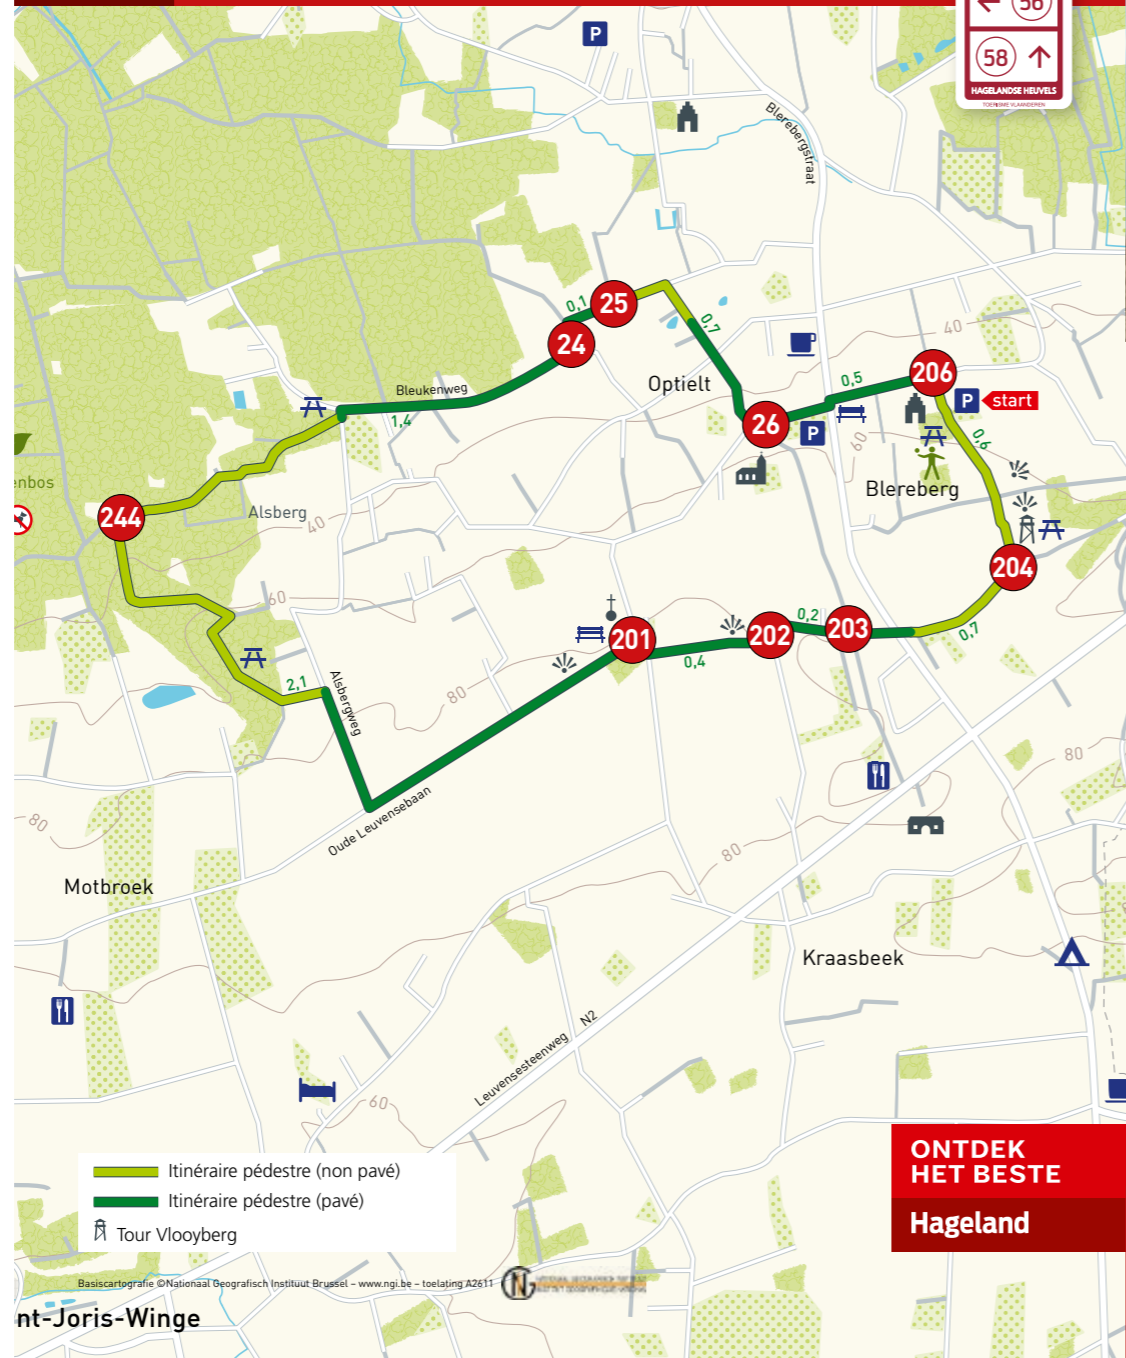 56
58
HAGELANDSE HEUVELS
TOERISME VLAANDEREN
P
Blerebergstraat
25
0,1
24
0,7
40
Bleukenweg
1,4
Optielt
0,5
206
P
start
26
P
60
0,6
Blereberg
enbos
244
Alsberg
40
204
60
201
202
0,2
203
0,4
0,7
2,1
Alsbergweg
80
80
80
Oude Leuvensebaan
80
Motbroek
Kraasbeek
N2
Leuvensesteenweg
60
ONTDEK
HET BESTE
Hageland
Itinéraire pédestre (non pavé)
Itinéraire pédestre (pavé)
Tour Vlooyberg
Basiscartografie ©Nationaal Geografisch Instituut Brussel – www.ngi.be – toelating A2611
nt-Joris-Winge